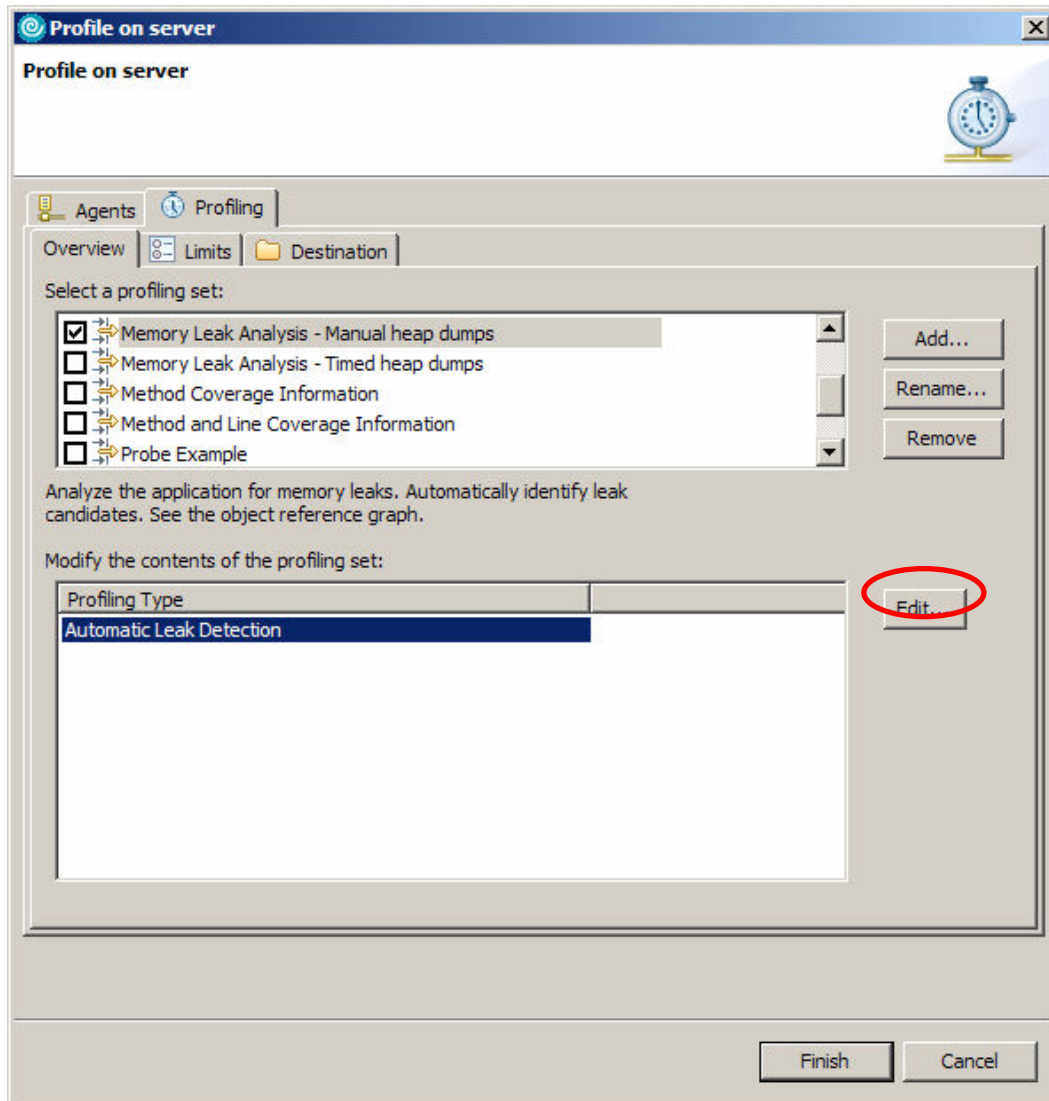 Profile on server
Profile on server
Agents
Profiling
Overview
Limits
Destination
Select a profiling set:
Memory Leak Analysis - Manual heap dumps
Memory Leak Analysis - Timed heap dumps
Method Coverage Information
Method and Line Coverage Information
Probe Example
Add...
Rename...
Remove
Analyze the application for memory leaks. Automatically identify leak
candidates. See the object reference graph.
Modify the contents of the profiling set:
Profiling Type
Automatic Leak Detection
Edit...
Finish
Cancel